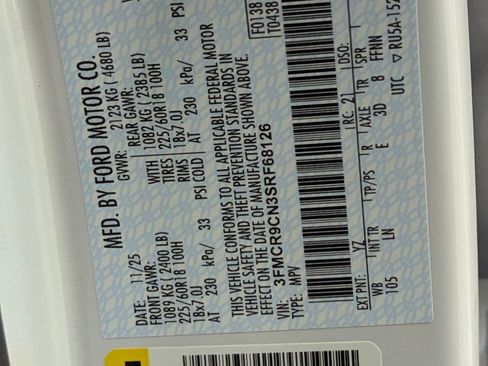 MFD. BY FORD MOTOR CO.
DATE: 11/25 GVWR: 2123 KG ( 4680 LB)
FRONT GAWR: REAR GAWR:
1089 KG ( 2400 LB) 1082 KG ( 2385 LB)
WITH
225/60R18 100H TIRES 225/60R18 100H
18x7.0J RIMS 18x7.0J
AT 230 kPa/ 33 PSI COLD AT 230 kPa/ 33 PSI
THIS VEHICLE CONFORMS TO ALL APPLICABLE FEDERAL MOTOR
VEHICLE SAFETY AND THEFT PREVENTION STANDARDS IN
EFFECT ON THE DATE OF MANUFACTURE SHOWN ABOVE.
VIN: 3FMCR9CN3SRF68126 F0138
TYPE: MPV T0438
EXT PNT: YZ RC: 21 DSO:
WB INT TR TP/PS R AXLE TR SPR
105 LN E 3D 8 FFNN
UTC ▽ RU5A-152